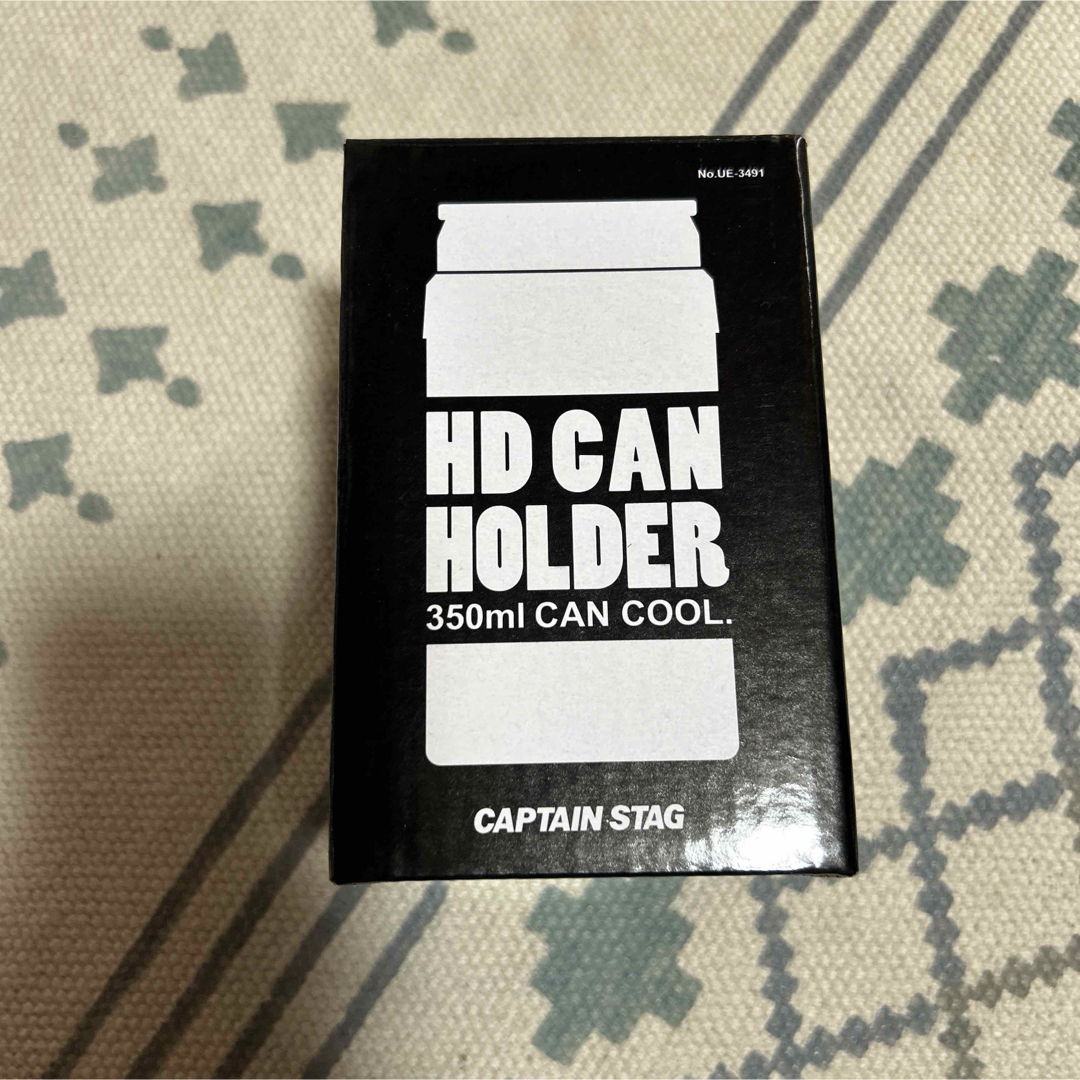 No.UE-3491
HD CAN
HOLDER
350ml CAN COOL.
CAPTAIN STAG